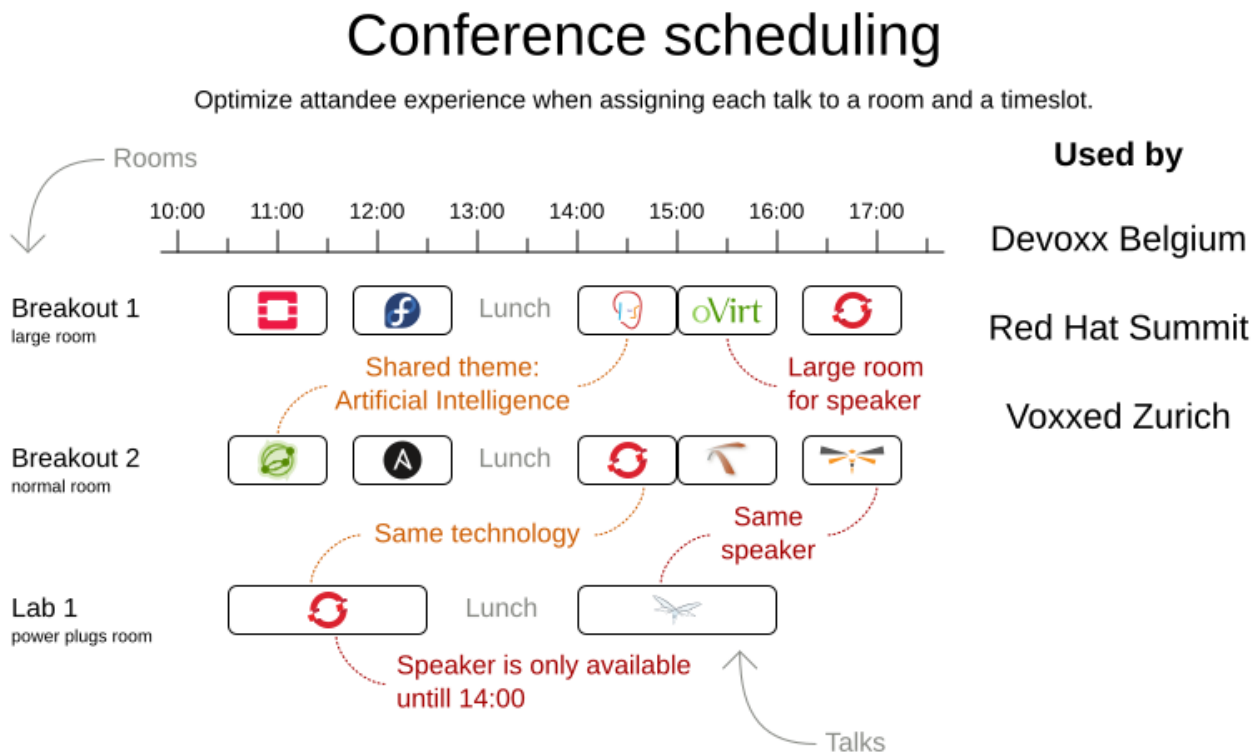 Conference scheduling
Optimize attandee experience when assigning each talk to a room and a timeslot.
Rooms
Used by
10:00 11:00 12:00 13:00 14:00 15:00 16:00 17:00
Devoxx Belgium
Red Hat Summit
Voxxed Zurich
Breakout 1
large room
Lunch
oVirt
Shared theme:
Artificial Intelligence
Large room
for speaker
Breakout 2
normal room
A
Lunch
Same technology
Same
speaker
Lab 1
power plugs room
Lunch
Speaker is only available
untill 14:00
Talks